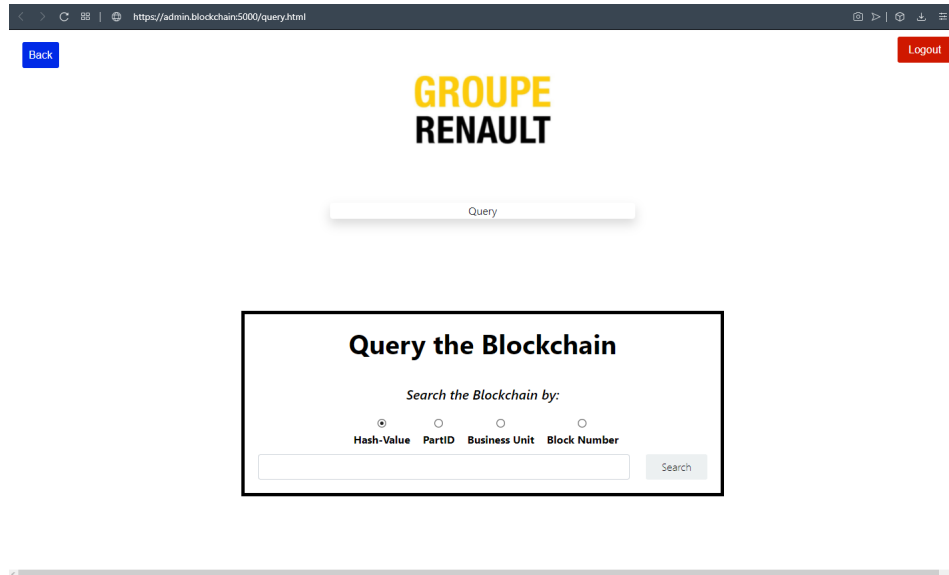 https://admin.blockchain:5000/query.html
Back
Logout
GROUPE
RENAULT
Query
Query the Blockchain
Search the Blockchain by:
Hash-Value PartID Business Unit Block Number
Search